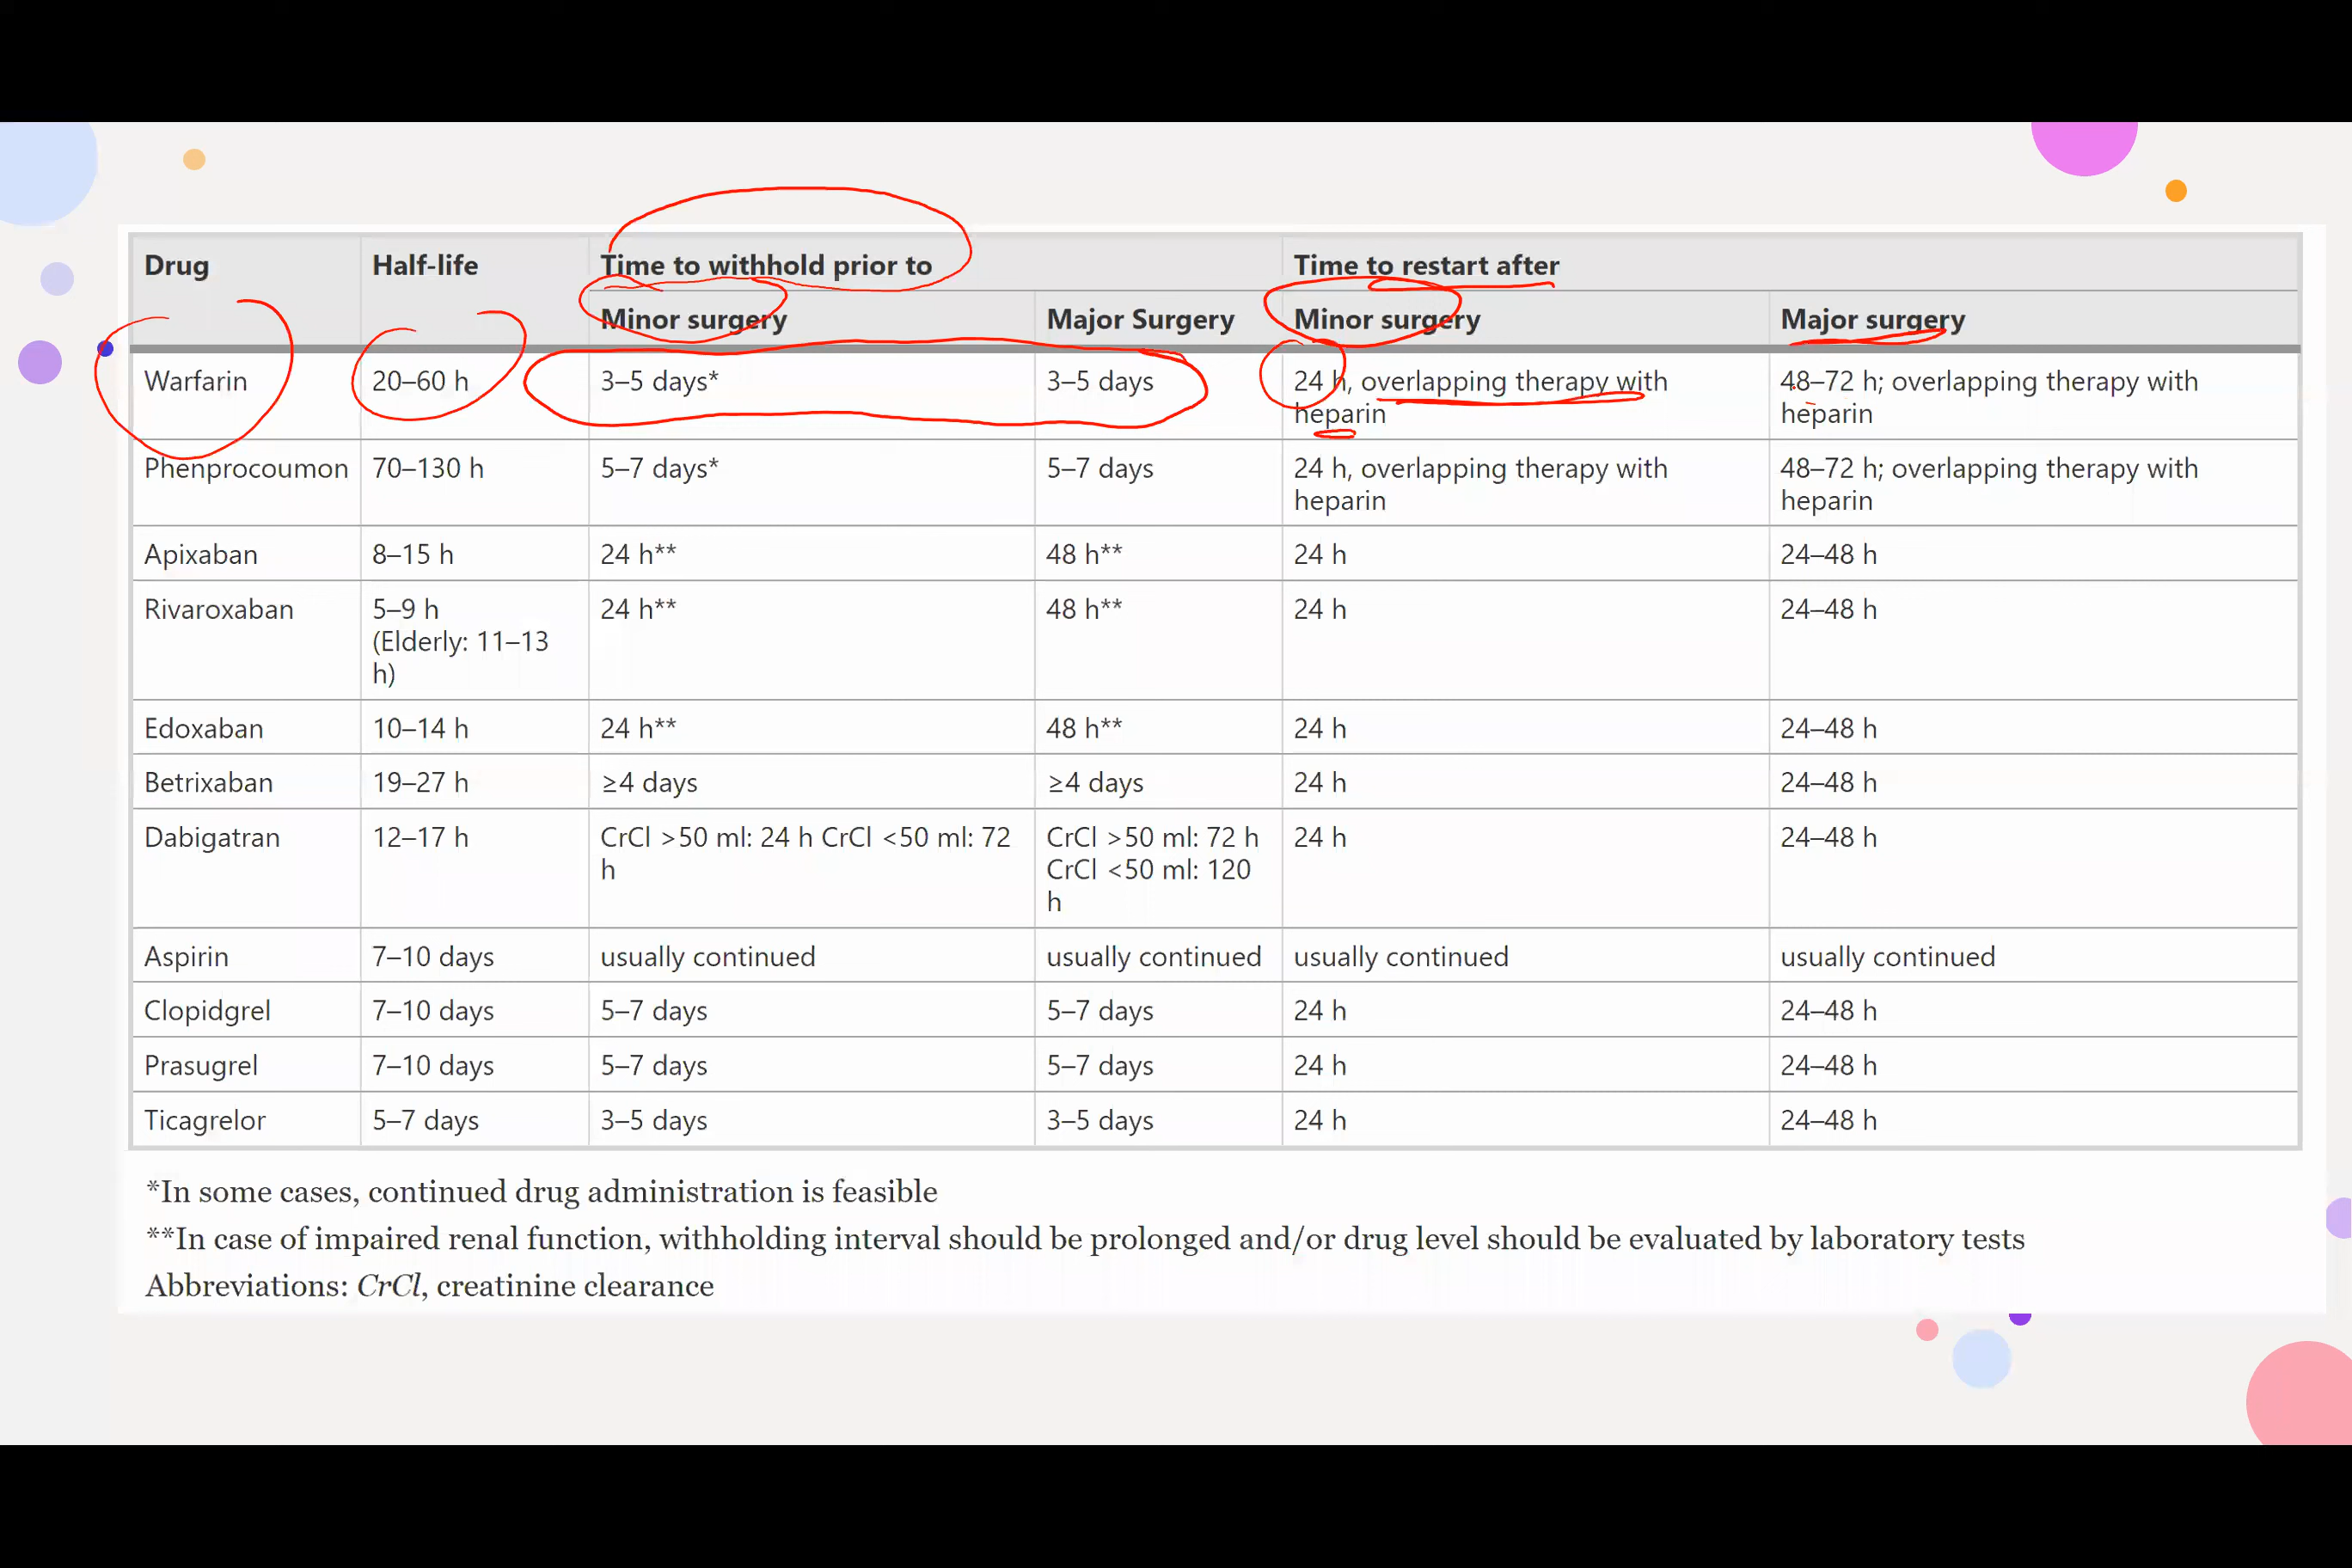 Drug Half-life Time to withhold prior to Time to restart after
Minor surgery Major Surgery Minor surgery Major surgery
Warfarin 20–60 h 3–5 days* 3–5 days 24 h, overlapping therapy with 48–72 h; overlapping therapy with
heparin heparin
Phenprocoumon 70–130 h 5–7 days* 5–7 days 24 h, overlapping therapy with 48–72 h; overlapping therapy with
heparin heparin
Apixaban 8–15 h 24 h** 48 h** 24 h 24–48 h
Rivaroxaban 5–9 h 24 h** 48 h** 24 h 24–48 h
(Elderly: 11–13
h)
Edoxaban 10–14 h 24 h** 48 h** 24 h 24–48 h
Betrixaban 19–27 h ≥4 days ≥4 days 24 h 24–48 h
Dabigatran 12–17 h CrCl >50 ml: 24 h CrCl <50 ml: 72 CrCl >50 ml: 72 h 24 h 24–48 h
h CrCl <50 ml: 120
h
Aspirin 7–10 days usually continued usually continued usually continued usually continued
Clopidgrel 7–10 days 5–7 days 5–7 days 24 h 24–48 h
Prasugrel 7–10 days 5–7 days 5–7 days 24 h 24–48 h
Ticagrelor 5–7 days 3–5 days 3–5 days 24 h 24–48 h
*In some cases, continued drug administration is feasible
**In case of impaired renal function, withholding interval should be prolonged and/or drug level should be evaluated by laboratory tests
Abbreviations: CrCl, creatinine clearance